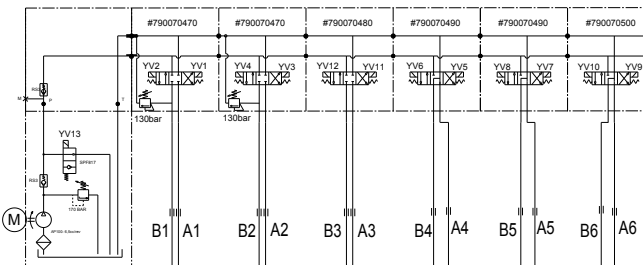 #790070470 #790070470 #790070480 #790070490 #790070490 #790070500
YV2 YV1 YV4 YV3 YV12 YV11 YV6 YV5 YV8 YV7 YV10 YV9
M P T
130bar 130bar
YV13
SPF817
170 BAR
M
B1 A1 B2 A2 B3 A3 B4 A4 B5 A5 B6 A6